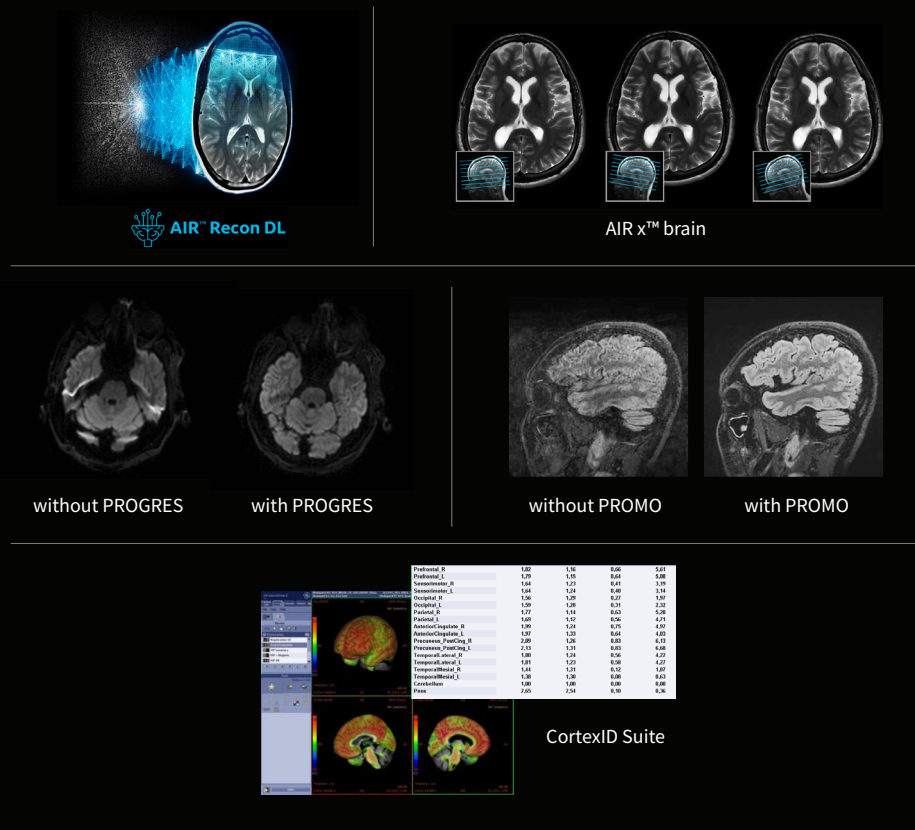 AIR™ Recon DL
AIR x™ brain
without PROGRES
with PROGRES
without PROMO
with PROMO
Prefrontal_R 1,82 1,16 0,66 5,61
Prefrontal_L 1,79 1,15 0,64 5,08
Sensorimotor_R 1,64 1,23 0,41 3,19
Sensorimotor_L 1,64 1,24 0,40 3,14
Occipital_R 1,56 1,29 0,27 1,97
Occipital_L 1,59 1,28 0,31 2,32
Parietal_R 1,77 1,14 0,63 5,28
Parietal_L 1,69 1,12 0,56 4,71
AnteriorCingulate_R 1,99 1,24 0,75 4,97
AnteriorCingulate_L 1,97 1,33 0,64 4,03
Precuneus_PostCing_R 2,09 1,26 0,83 6,13
Precuneus_PostCing_L 2,13 1,31 0,83 6,68
TemporalLateral_R 1,80 1,24 0,56 4,22
TemporalLateral_L 1,81 1,23 0,58 4,27
TemporalMesial_R 1,44 1,31 0,12 1,07
TemporalMesial_L 1,38 1,30 0,08 0,63
Cerebellum 1,00 1,00 0,00 0,00
Pons 2,65 2,54 0,10 0,36
CortexID Suite